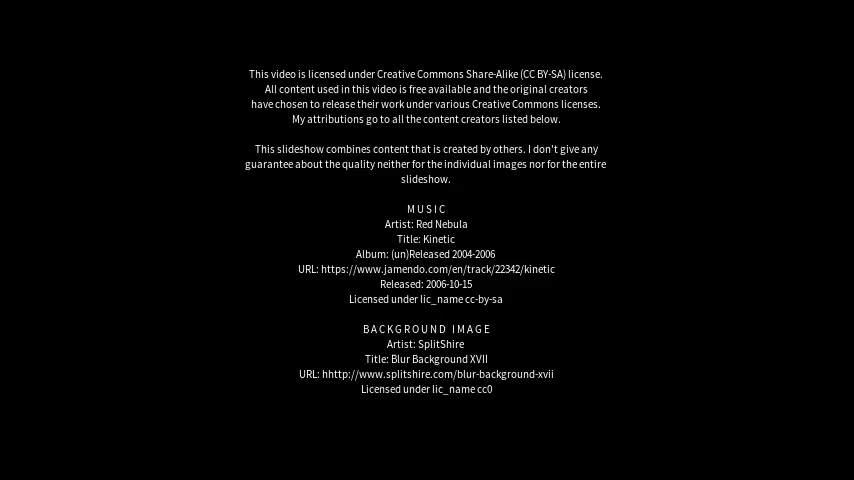 This video is licensed under Creative Commons Share-Alike (CC BY-SA) license.
All content used in this video is free available and the original creators
have chosen to release their work under various Creative Commons licenses.
My attributions go to all the content creators listed below.
This slideshow combines content that is created by others. I don't give any
guarantee about the quality neither for the individual images nor for the entire
slideshow.
MUSIC
Artist: Red Nebula
Title: Kinetic
Album: (un)Released 2004-2006
URL: https://www.jamendo.com/en/track/22342/kinetic
Released: 2006-10-15
Licensed under lic_name cc-by-sa
BACKGROUND IMAGE
Artist: SplitShire
Title: Blur Background XVII
URL: hhttp://www.splitshire.com/blur-background-xvii
Licensed under lic_name cc0